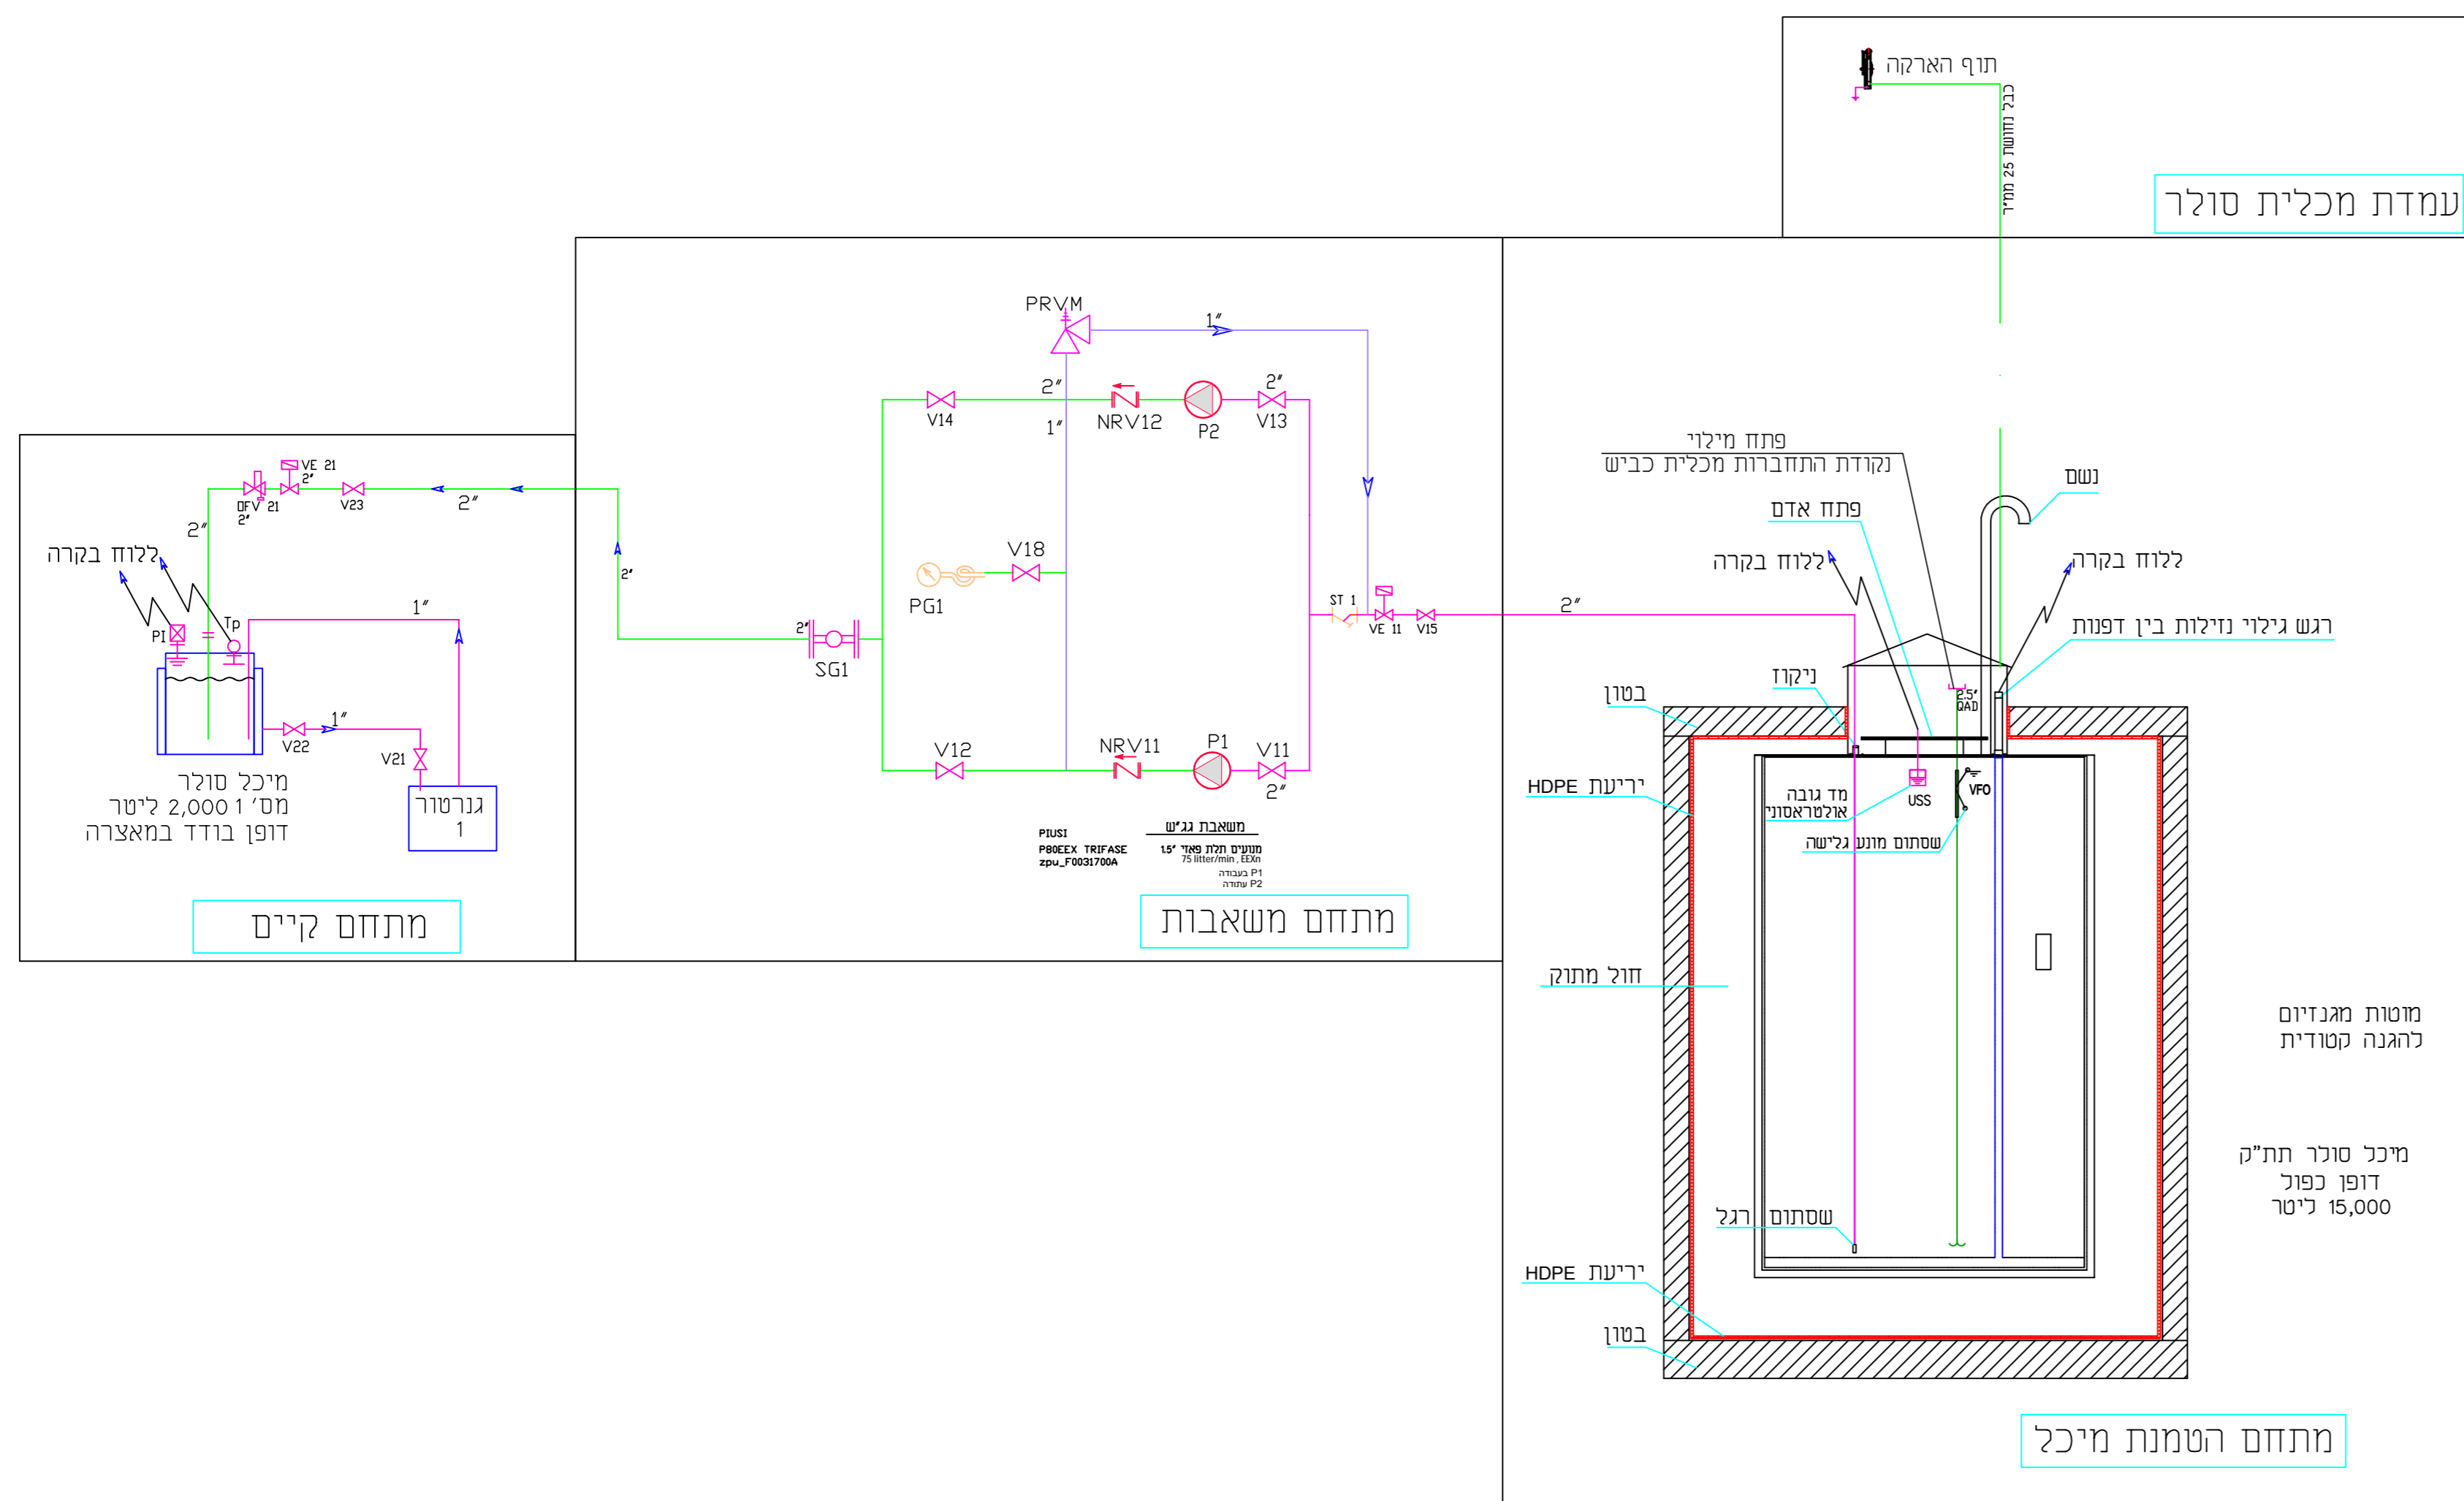 תוף הארקה
כבל נחושת 25 ממ"ר
עמדת מכלית סולר
PRVM
1"
2"
V14
1"
NRV12
P2
2"
V13
V18
PG1
2"
SG1
2"
ST 1
VE 11
V15
V12
NRV11
P1
V11
2"
PIUSI
P80EEX TRIFASE
zpu_F0031700A
משאבת גג"ש
מנועים תלת פאזי 1.5"
75 litter/min , EEXn
P1 בעבודה
P2 עתודה
מתחם משאבות
VE 21
2"
OFV 21
2"
V23
2"
2"
ללוח בקרה
PI
Tp
1"
V22
1"
V21
מיכל סולר
מס' 1 2,000 ליטר
דופן בודד במאצרה
גנרטור
1
מתחם קיים
פתח מילוי
נקודת התחברות מכלית כביש
נשם
פתח אדם
ללוח בקרה
ללוח בקרה
2"
רגש גילוי נזילות בין דפנות
ניקוז
בטון
2.5"
QAD
יריעת HDPE
מד גובה
אולטראסוני
USS
VFO
שסתום מונע גלישה
חול מתוק
מוטות מגנזיום
להגנה קטודית
מיכל סולר תת"ק
דופן כפול
15,000 ליטר
שסתום רגל
יריעת HDPE
בטון
מתחם הטמנת מיכל